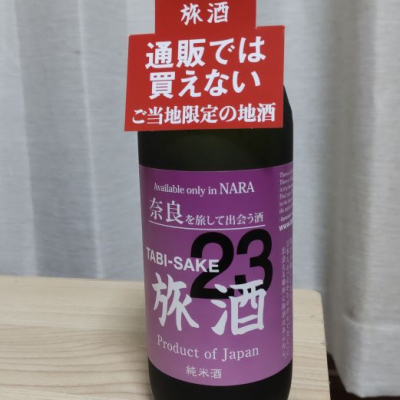 旅酒
通販では
買えない
ご当地限定の地酒
Available only in NARA
奈良を旅して出会う酒
23
TABI-SAKE
旅酒
Product of Japan
純米酒